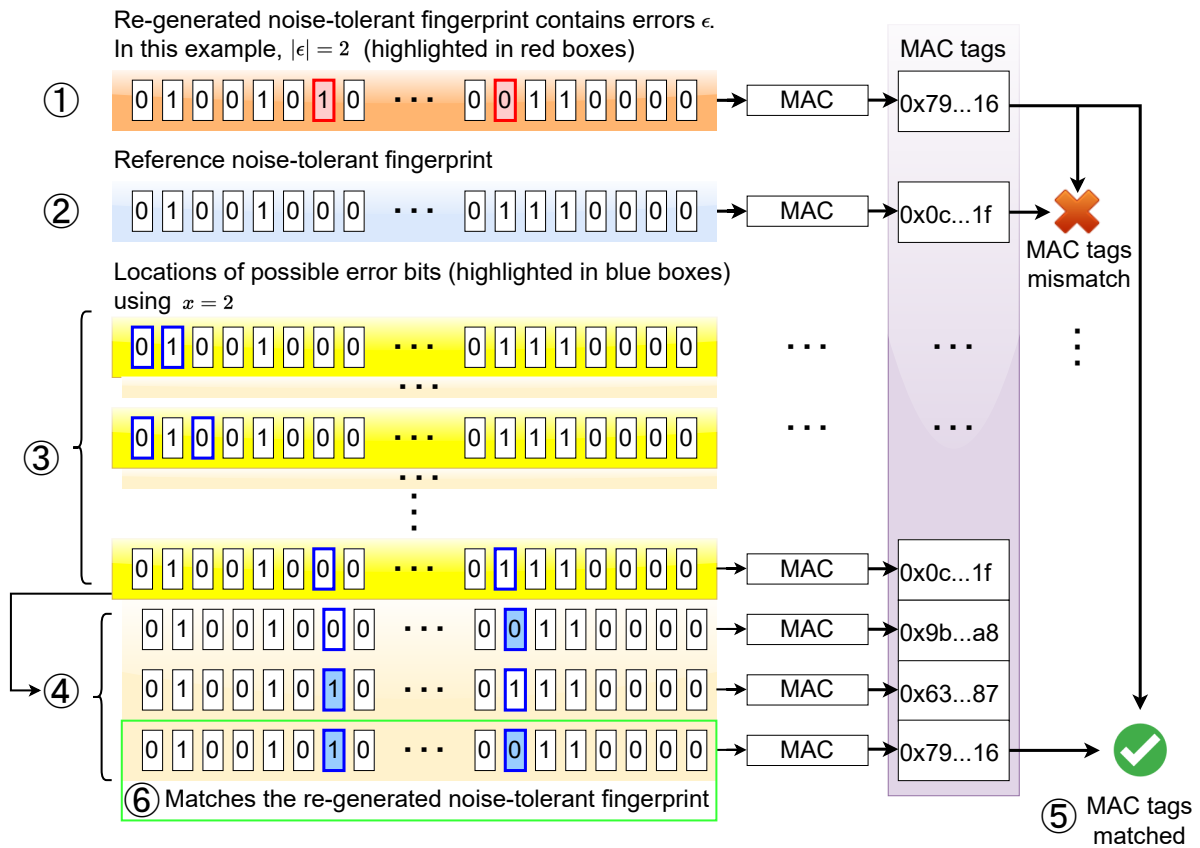 Re-generated noise-tolerant fingerprint contains errors ϵ.
In this example, |ϵ| = 2 (highlighted in red boxes)
MAC tags
① 0 1 0 0 1 0 1 0 ... 0 0 1 1 0 0 0 0 MAC 0x79...16
Reference noise-tolerant fingerprint
② 0 1 0 0 1 0 0 0 ... 0 1 1 1 0 0 0 0 MAC 0x0c...1f
MAC tags
mismatch
Locations of possible error bits (highlighted in blue boxes)
using x = 2
③
0 1 0 0 1 0 0 0 ... 0 1 1 1 0 0 0 0 ... ...
...
0 1 0 0 1 0 0 0 ... 0 1 1 1 0 0 0 0 ... ...
...
0 1 0 0 1 0 0 0 ... 0 1 1 1 0 0 0 0 MAC 0x0c...1f
④
0 1 0 0 1 0 0 0 ... 0 0 1 1 0 0 0 0 MAC 0x9b...a8
0 1 0 0 1 0 1 0 ... 0 1 1 1 0 0 0 0 MAC 0x63...87
0 1 0 0 1 0 1 0 ... 0 0 1 1 0 0 0 0 MAC 0x79...16
⑥ Matches the re-generated noise-tolerant fingerprint
⑤ MAC tags
matched